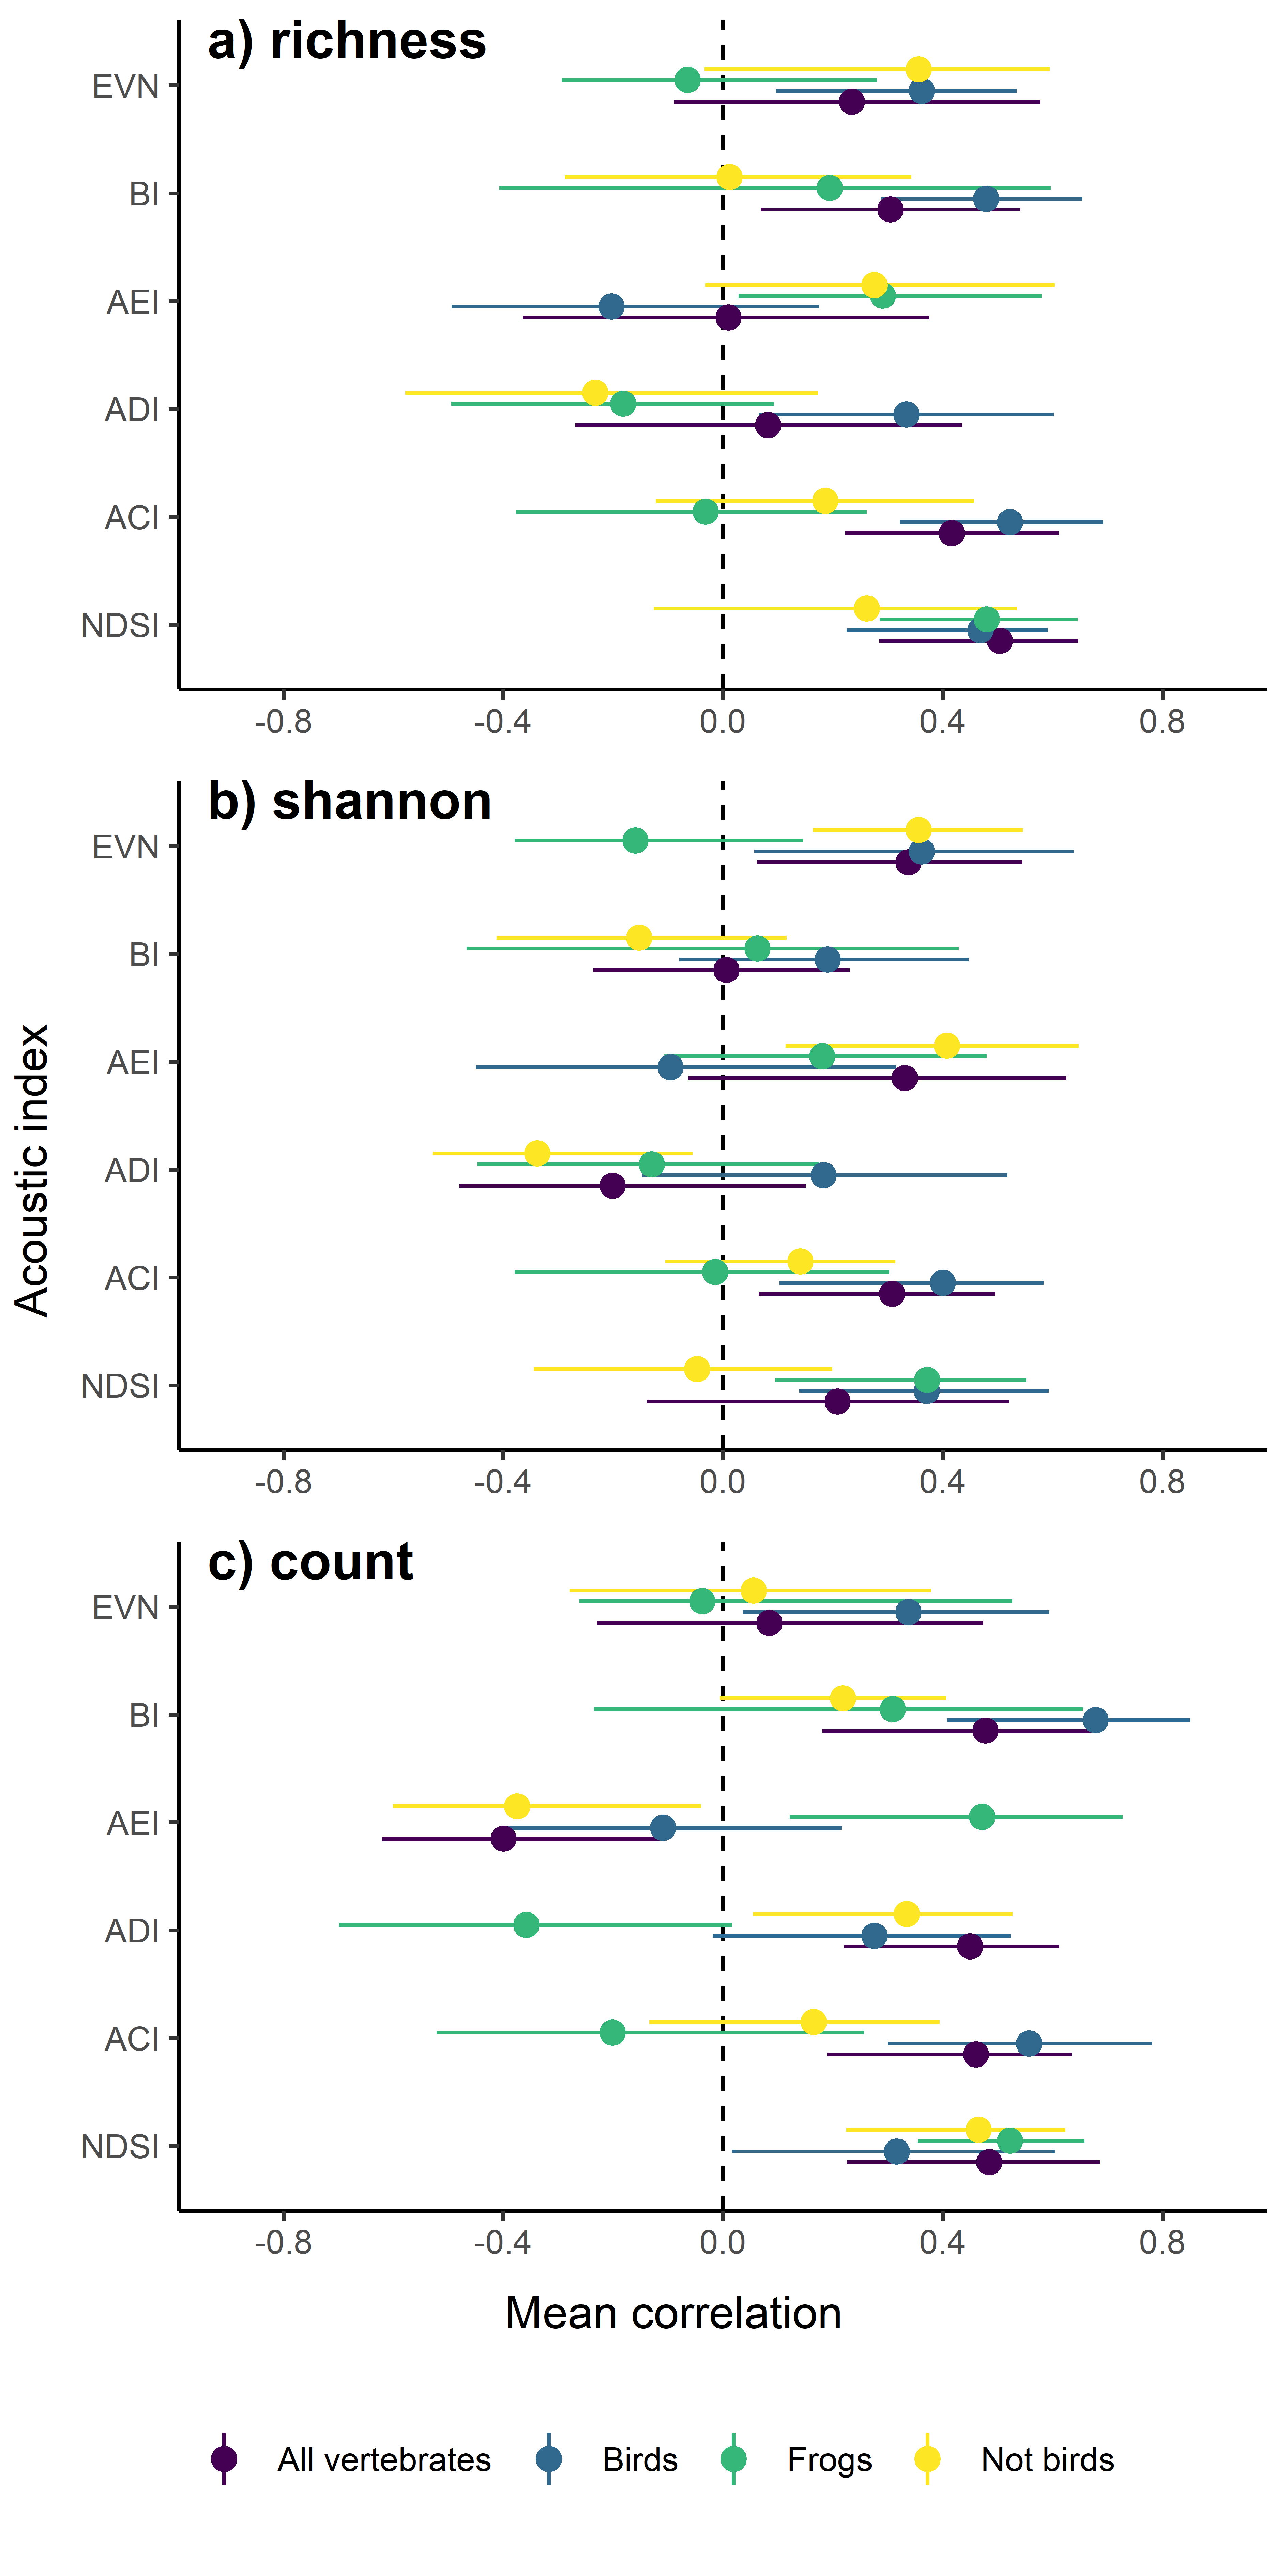 a) richness
EVN
BI
AEI
ADI
ACI
NDSI
-0.8 -0.4 0.0 0.4 0.8
b) shannon
EVN
BI
AEI
ADI
ACI
NDSI
-0.8 -0.4 0.0 0.4 0.8
Acoustic index
c) count
EVN
BI
AEI
ADI
ACI
NDSI
-0.8 -0.4 0.0 0.4 0.8
Mean correlation
All vertebrates Birds Frogs Not birds